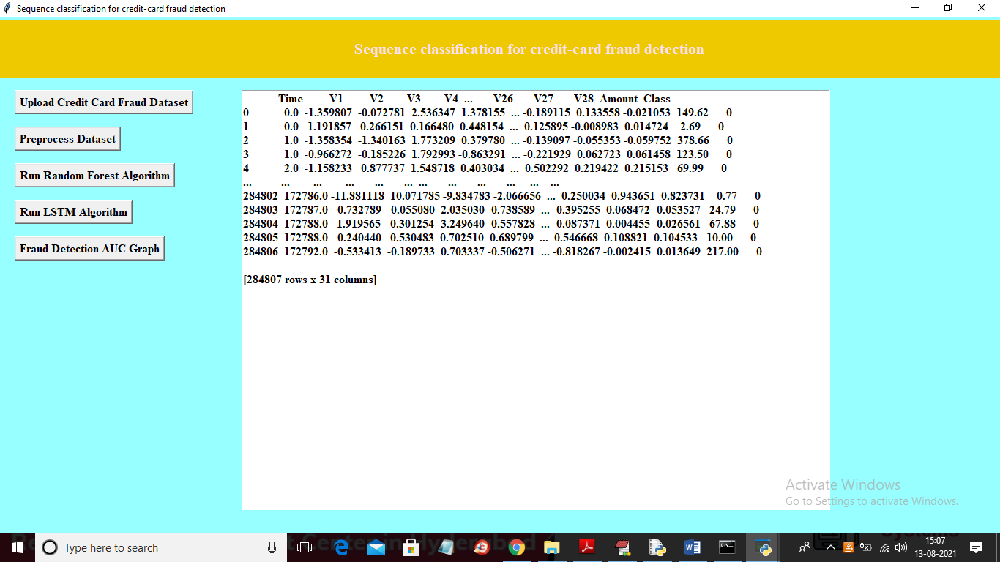 Sequence classification for credit-card fraud detection
Sequence classification for credit-card fraud detection
Upload Credit Card Fraud Dataset
Preprocess Dataset
Run Random Forest Algorithm
Run LSTM Algorithm
Fraud Detection AUC Graph
Time V1 V2 V3 V4 ... V26 V27 V28 Amount Class
0 0.0 -1.359807 -0.072781 2.536347 1.378155 ... -0.189115 0.133558 -0.021053 149.62 0
1 0.0 1.191857 0.266151 0.166480 0.448154 ... 0.125895 -0.008983 0.014724 2.69 0
2 1.0 -1.358354 -1.340163 1.773209 0.379780 ... -0.139097 -0.055353 -0.059752 378.66 0
3 1.0 -0.966272 -0.185226 1.792993 -0.863291 ... -0.221929 0.062723 0.061458 123.50 0
4 2.0 -1.158233 0.877737 1.548718 0.403034 ... 0.502292 0.219422 0.215153 69.99 0
... ... ... ... ... ... ... ... ... ... ... ...
284802 172786.0 -11.881118 10.071785 -9.834783 -2.066656 ... 0.250034 0.943651 0.823731 0.77 0
284803 172787.0 -0.732789 -0.055080 2.035030 -0.738589 ... -0.395255 0.068472 -0.053527 24.79 0
284804 172788.0 1.919565 -0.301254 -3.249640 -0.557828 ... -0.087371 0.004455 -0.026561 67.88 0
284805 172788.0 -0.240440 0.530483 0.702510 0.689799 ... 0.546668 0.108821 0.104533 10.00 0
284806 172792.0 -0.533413 -0.189733 0.703337 -0.506271 ... -0.818267 -0.002415 0.013649 217.00 0
[284807 rows x 31 columns]
Activate Windows
Go to Settings to activate Windows.
Type here to search
15:07
13-08-2021